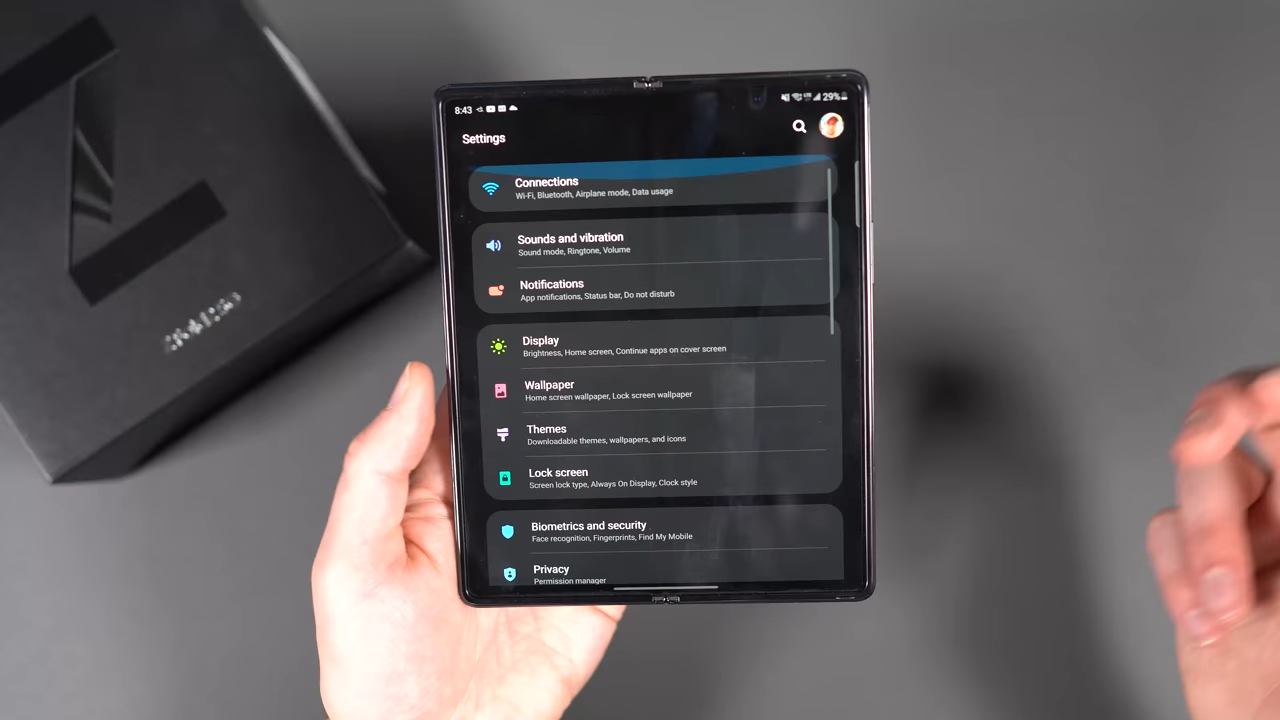 8:43
29%
Settings
Connections
Wi-Fi, Bluetooth, Airplane mode, Data usage
Sounds and vibration
Sound mode, Ringtone, Volume
Notifications
App notifications, Status bar, Do not disturb
Display
Brightness, Home screen, Continue apps on cover screen
Wallpaper
Home screen wallpaper, Lock screen wallpaper
Themes
Downloadable themes, wallpapers, and icons
Lock screen
Screen lock type, Always On Display, Clock style
Biometrics and security
Face recognition, Fingerprints, Find My Mobile
Privacy
Permission manager